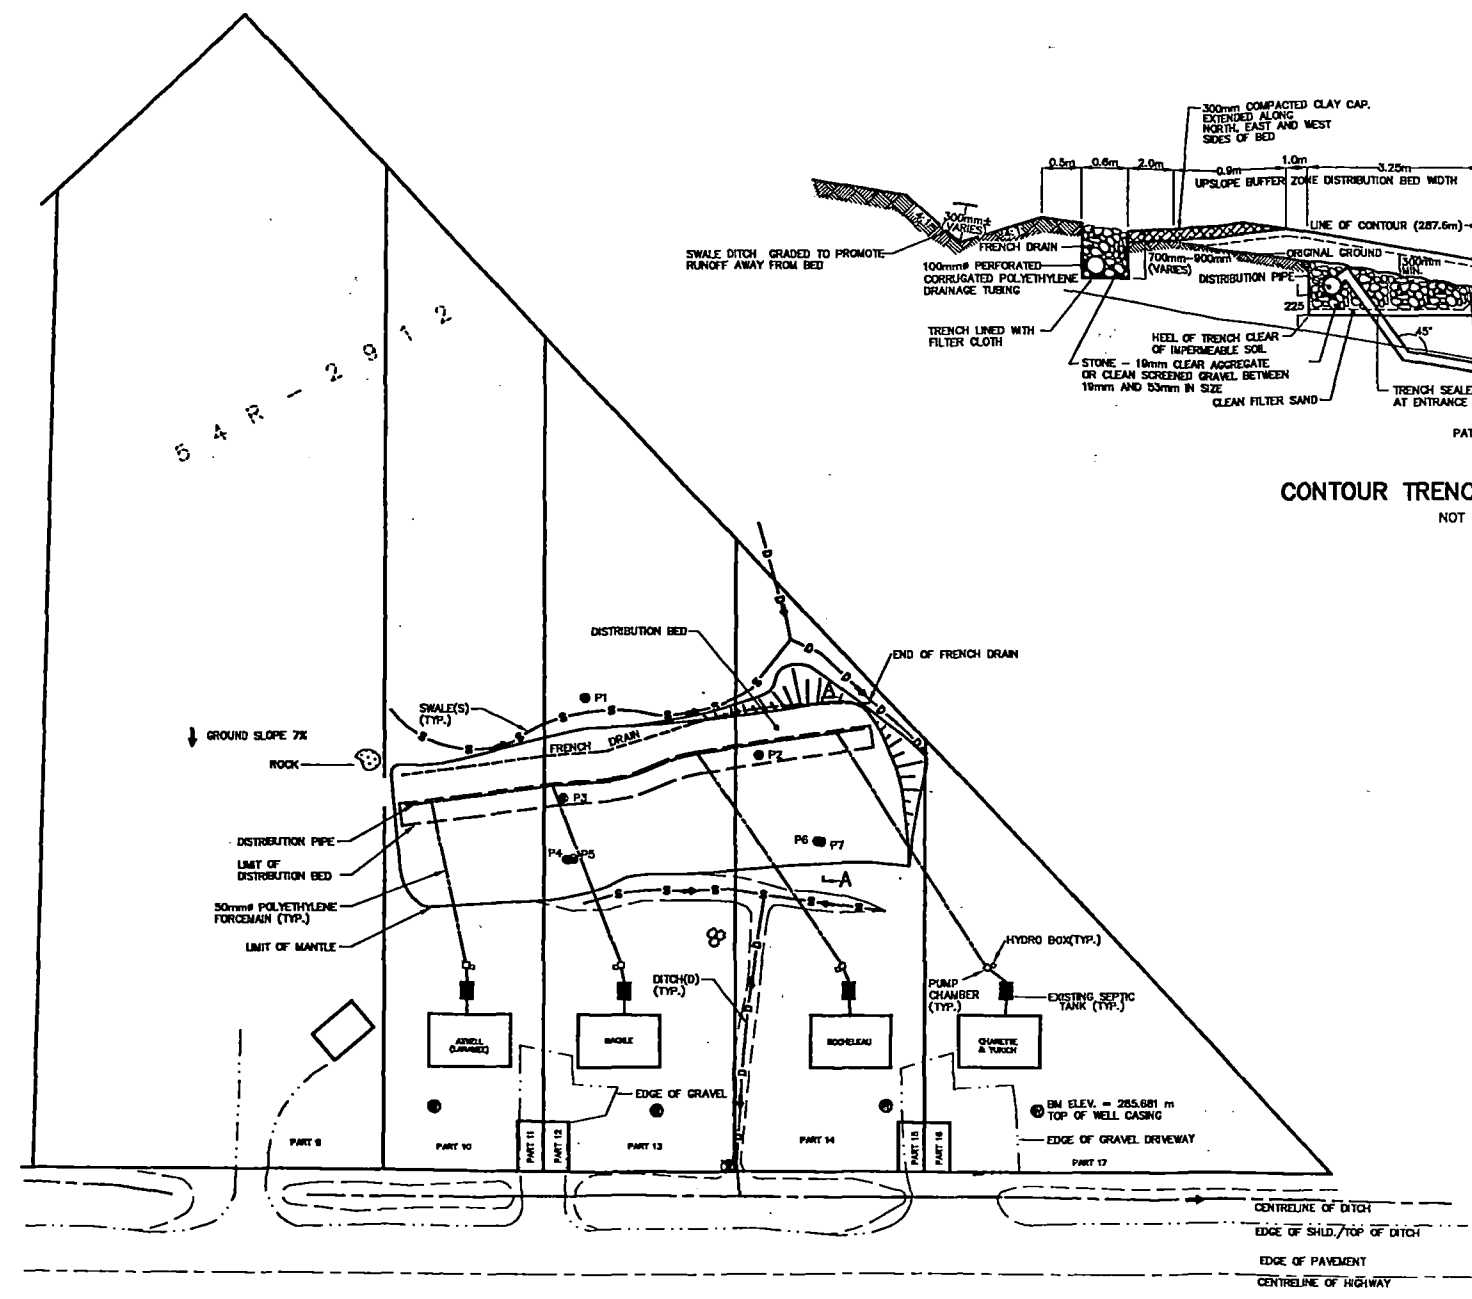 300mm COMPACTED CLAY CAP,
EXTENDED ALONG
NORTH, EAST AND WEST
SIDES OF BED
0.5m
0.6m
2.0m
0.9m
1.0m
3.25m
UPSLOPE BUFFER ZONE
DISTRIBUTION BED WIDTH
4:1
300mm±
(VARIES)
LINE OF CONTOUR (287.6m)
SWALE DITCH GRADED TO PROMOTE
RUNOFF AWAY FROM BED
FRENCH DRAIN
ORIGINAL GROUND
700mm-900mm
(VARIES)
300mm
MIN.
100mmø PERFORATED
CORRUGATED POLYETHYLENE
DRAINAGE TUBING
DISTRIBUTION PIPE
225
TRENCH LINED WITH
FILTER CLOTH
HEEL OF TRENCH CLEAR
OF IMPERMEABLE SOIL
45°
STONE - 19mm CLEAR AGGREGATE
OR CLEAN SCREENED GRAVEL BETWEEN
19mm AND 53mm IN SIZE
CLEAN FILTER SAND
TRENCH SEALE
AT ENTRANCE
PAT
CONTOUR TRENC
NOT
54R-2912
D
D
DISTRIBUTION BED
END OF FRENCH DRAIN
D
D
D
D
SWALE(S)
(TYP.)
P1
S
S
S
S
S
S
S
S
A
GROUND SLOPE 7%
ROCK
FRENCH DRAIN
P2
P3
DISTRIBUTION PIPE
LIMIT OF
DISTRIBUTION BED
P4
P5
P6
P7
A
50mmø POLYETHYLENE
FORCEMAIN (TYP.)
LIMIT OF MANTLE
S
S
S
S
S
S
D
D
D
D
D
HYDRO BOX(TYP.)
PUMP
CHAMBER
(TYP.)
DITCH(D)
(TYP.)
EXISTING SEPTIC
TANK (TYP.)
ROCHELEAU
CHARETTE
EDGE OF GRAVEL
BM ELEV. = 285.681 m
TOP OF WELL CASING
EDGE OF GRAVEL DRIVEWAY
PART 9
PART 10
PART 11
PART 12
PART 13
PART 14
PART 15
PART 16
PART 17
CENTRELINE OF DITCH
EDGE OF SHLD./TOP OF DITCH
EDGE OF PAVEMENT
CENTRELINE OF HIGHWAY